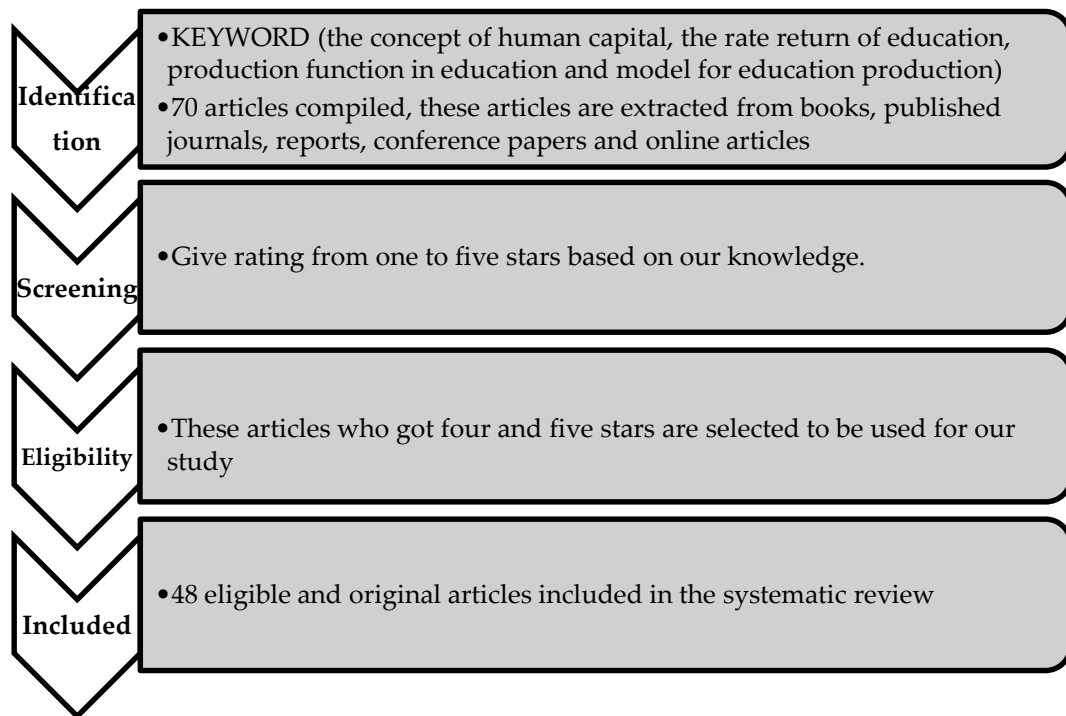 Identifica
tion
•KEYWORD (the concept of human capital, the rate return of education,
production function in education and model for education production)
•70 articles compiled, these articles are extracted from books, published
journals, reports, conference papers and online articles
Screening
•Give rating from one to five stars based on our knowledge.
Eligibility
•These articles who got four and five stars are selected to be used for our
study
Included
•48 eligible and original articles included in the systematic review